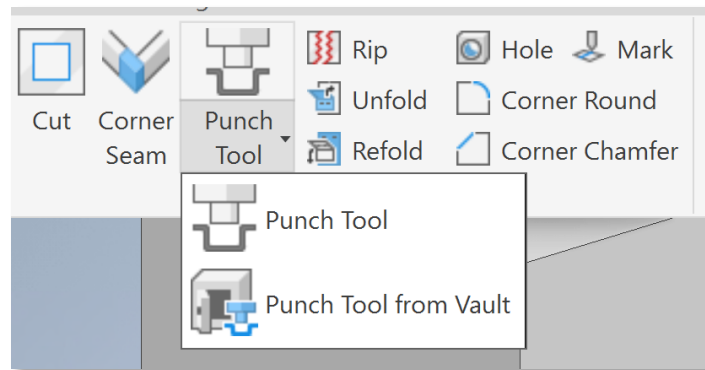 Cut
Corner
Seam
Punch
Tool
Rip
Unfold
Refold
Hole
Mark
Corner Round
Corner Chamfer
Punch Tool
Punch Tool from Vault